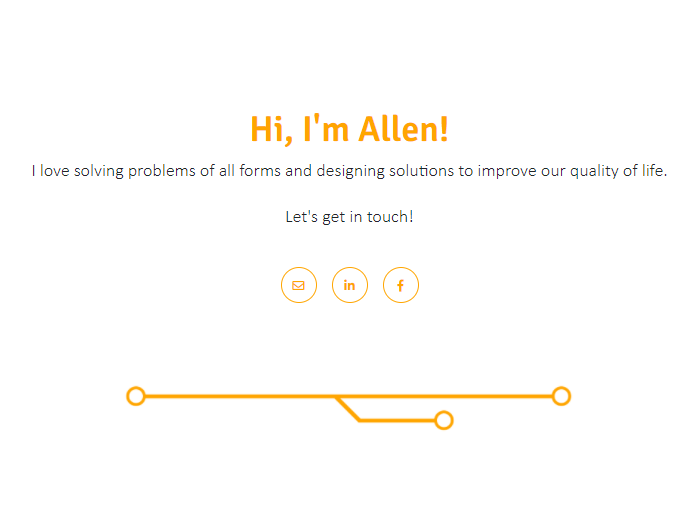 Hi, I'm Allen!
I love solving problems of all forms and designing solutions to improve our quality of life.
Let's get in touch!
in
f